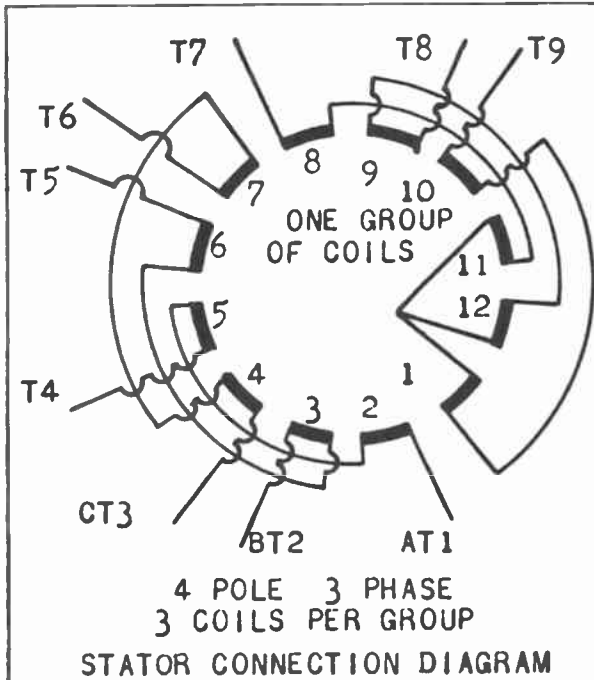 T7
T8
T9
T6
T5
8
9
7
10
ONE GROUP
OF COILS
6
11
12
5
4
1
3
2
T4
CT3
BT2
AT1
4 POLE 3 PHASE
3 COILS PER GROUP
STATOR CONNECTION DIAGRAM